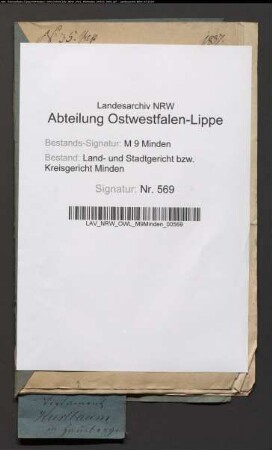 Landesarchiv NRW
Abteilung Ostwestfalen-Lippe
Bestands-Signatur: M 9 Minden
Bestand: Land- und Stadtgericht bzw.
Kreisgericht Minden
Signatur: Nr. 569
LAV_NRW_OWL_M9Minden_00569
Testament